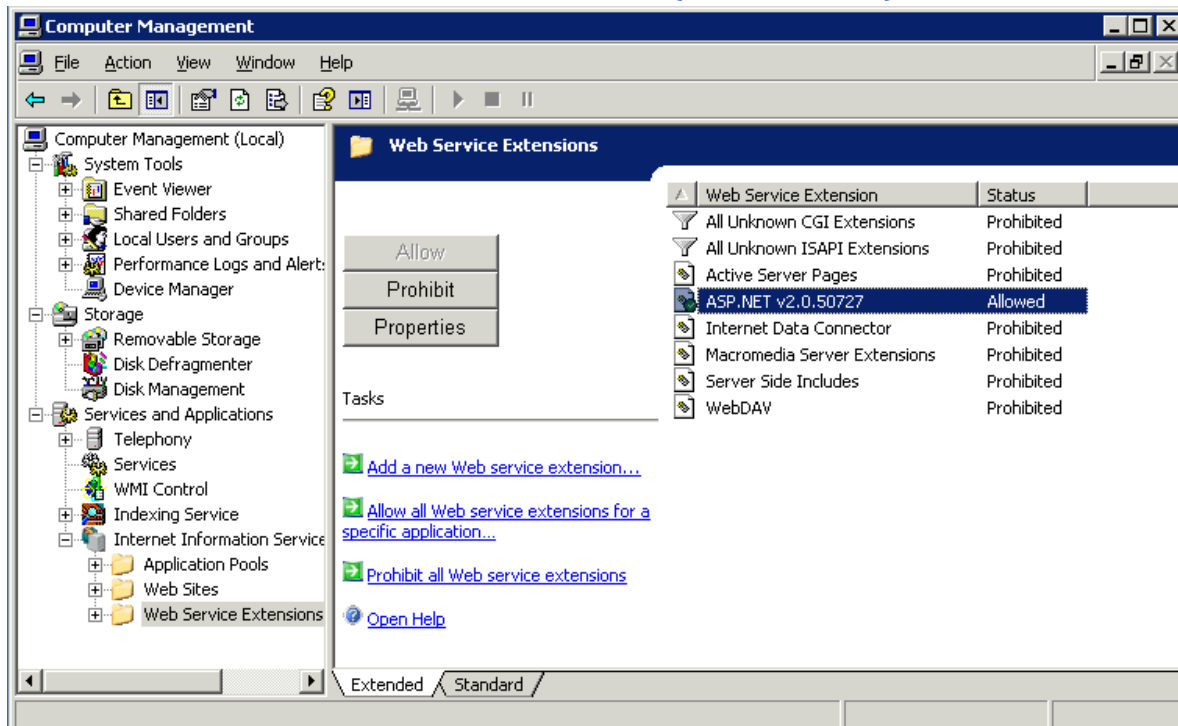 Computer Management
File Action View Window Help
Computer Management (Local)
System Tools
Event Viewer
Shared Folders
Local Users and Groups
Performance Logs and Alert
Device Manager
Storage
Removable Storage
Disk Defragmenter
Disk Management
Services and Applications
Telephony
Services
WMI Control
Indexing Service
Internet Information Service
Application Pools
Web Sites
Web Service Extensions
Web Service Extensions
Allow
Prohibit
Properties
Tasks
Add a new Web service extension...
Allow all Web service extensions for a
specific application...
Prohibit all Web service extensions
Open Help
Web Service Extension Status
All Unknown CGI Extensions Prohibited
All Unknown ISAPI Extensions Prohibited
Active Server Pages Prohibited
ASP.NET v2.0.50727 Allowed
Internet Data Connector Prohibited
Macromedia Server Extensions Prohibited
Server Side Includes Prohibited
WebDAV Prohibited
Extended Standard